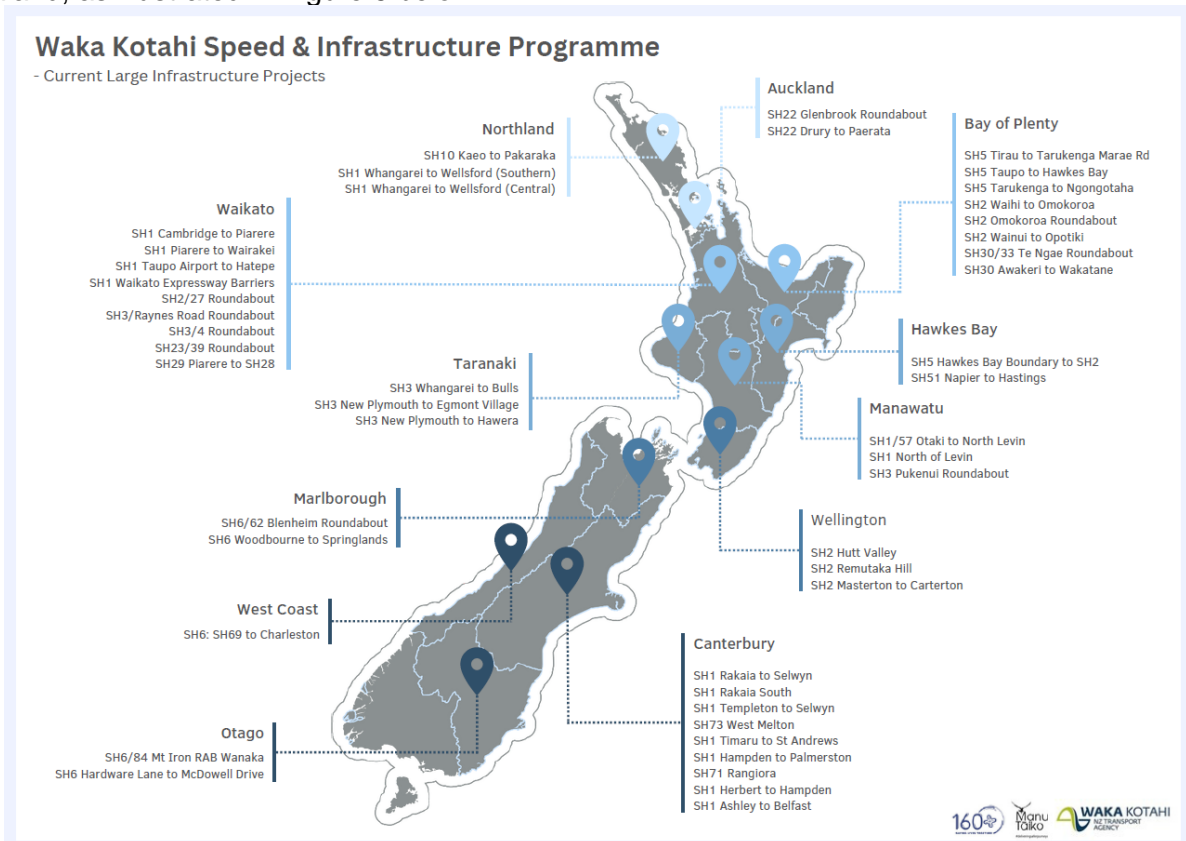 Waka Kotahi Speed & Infrastructure Programme
- Current Large Infrastructure Projects
Northland
SH10 Kaeo to Pakaraka
SH1 Whangarei to Wellsford (Southern)
SH1 Whangarei to Wellsford (Central)
Auckland
SH22 Glenbrook Roundabout
SH22 Drury to Paerata
Bay of Plenty
SH5 Tirau to Tarukenga Marae Rd
SH5 Taupo to Hawkes Bay
SH5 Tarukenga to Ngongotaha
SH2 Waihi to Omokoroa
SH2 Omokoroa Roundabout
SH2 Wainui to Opotiki
SH30/33 Te Ngae Roundabout
SH30 Awakeri to Wakatane
Waikato
SH1 Cambridge to Piarere
SH1 Piarere to Wairakei
SH1 Taupo Airport to Hatepe
SH1 Waikato Expressway Barriers
SH2/27 Roundabout
SH3/Raynes Road Roundabout
SH3/4 Roundabout
SH23/39 Roundabout
SH29 Piarere to SH28
Hawkes Bay
SH5 Hawkes Bay Boundary to SH2
SH51 Napier to Hastings
Taranaki
SH3 Whangarei to Bulls
SH3 New Plymouth to Egmont Village
SH3 New Plymouth to Hawera
Manawatu
SH1/57 Otaki to North Levin
SH1 North of Levin
SH3 Pukenui Roundabout
Marlborough
SH6/62 Blenheim Roundabout
SH6 Woodbourne to Springlands
Wellington
SH2 Hutt Valley
SH2 Remutaka Hill
SH2 Masterton to Carterton
West Coast
SH6: SH69 to Charleston
Canterbury
SH1 Rakaia to Selwyn
SH1 Rakaia South
SH1 Templeton to Selwyn
SH73 West Melton
SH1 Timaru to St Andrews
SH1 Hampden to Palmerston
SH71 Rangiora
SH1 Herbert to Hampden
SH1 Ashley to Belfast
Otago
SH6/84 Mt Iron RAB Wanaka
SH6 Hardware Lane to McDowell Drive
160
Manu
Tāiko
WAKA KOTAHI
NZ TRANSPORT
AGENCY